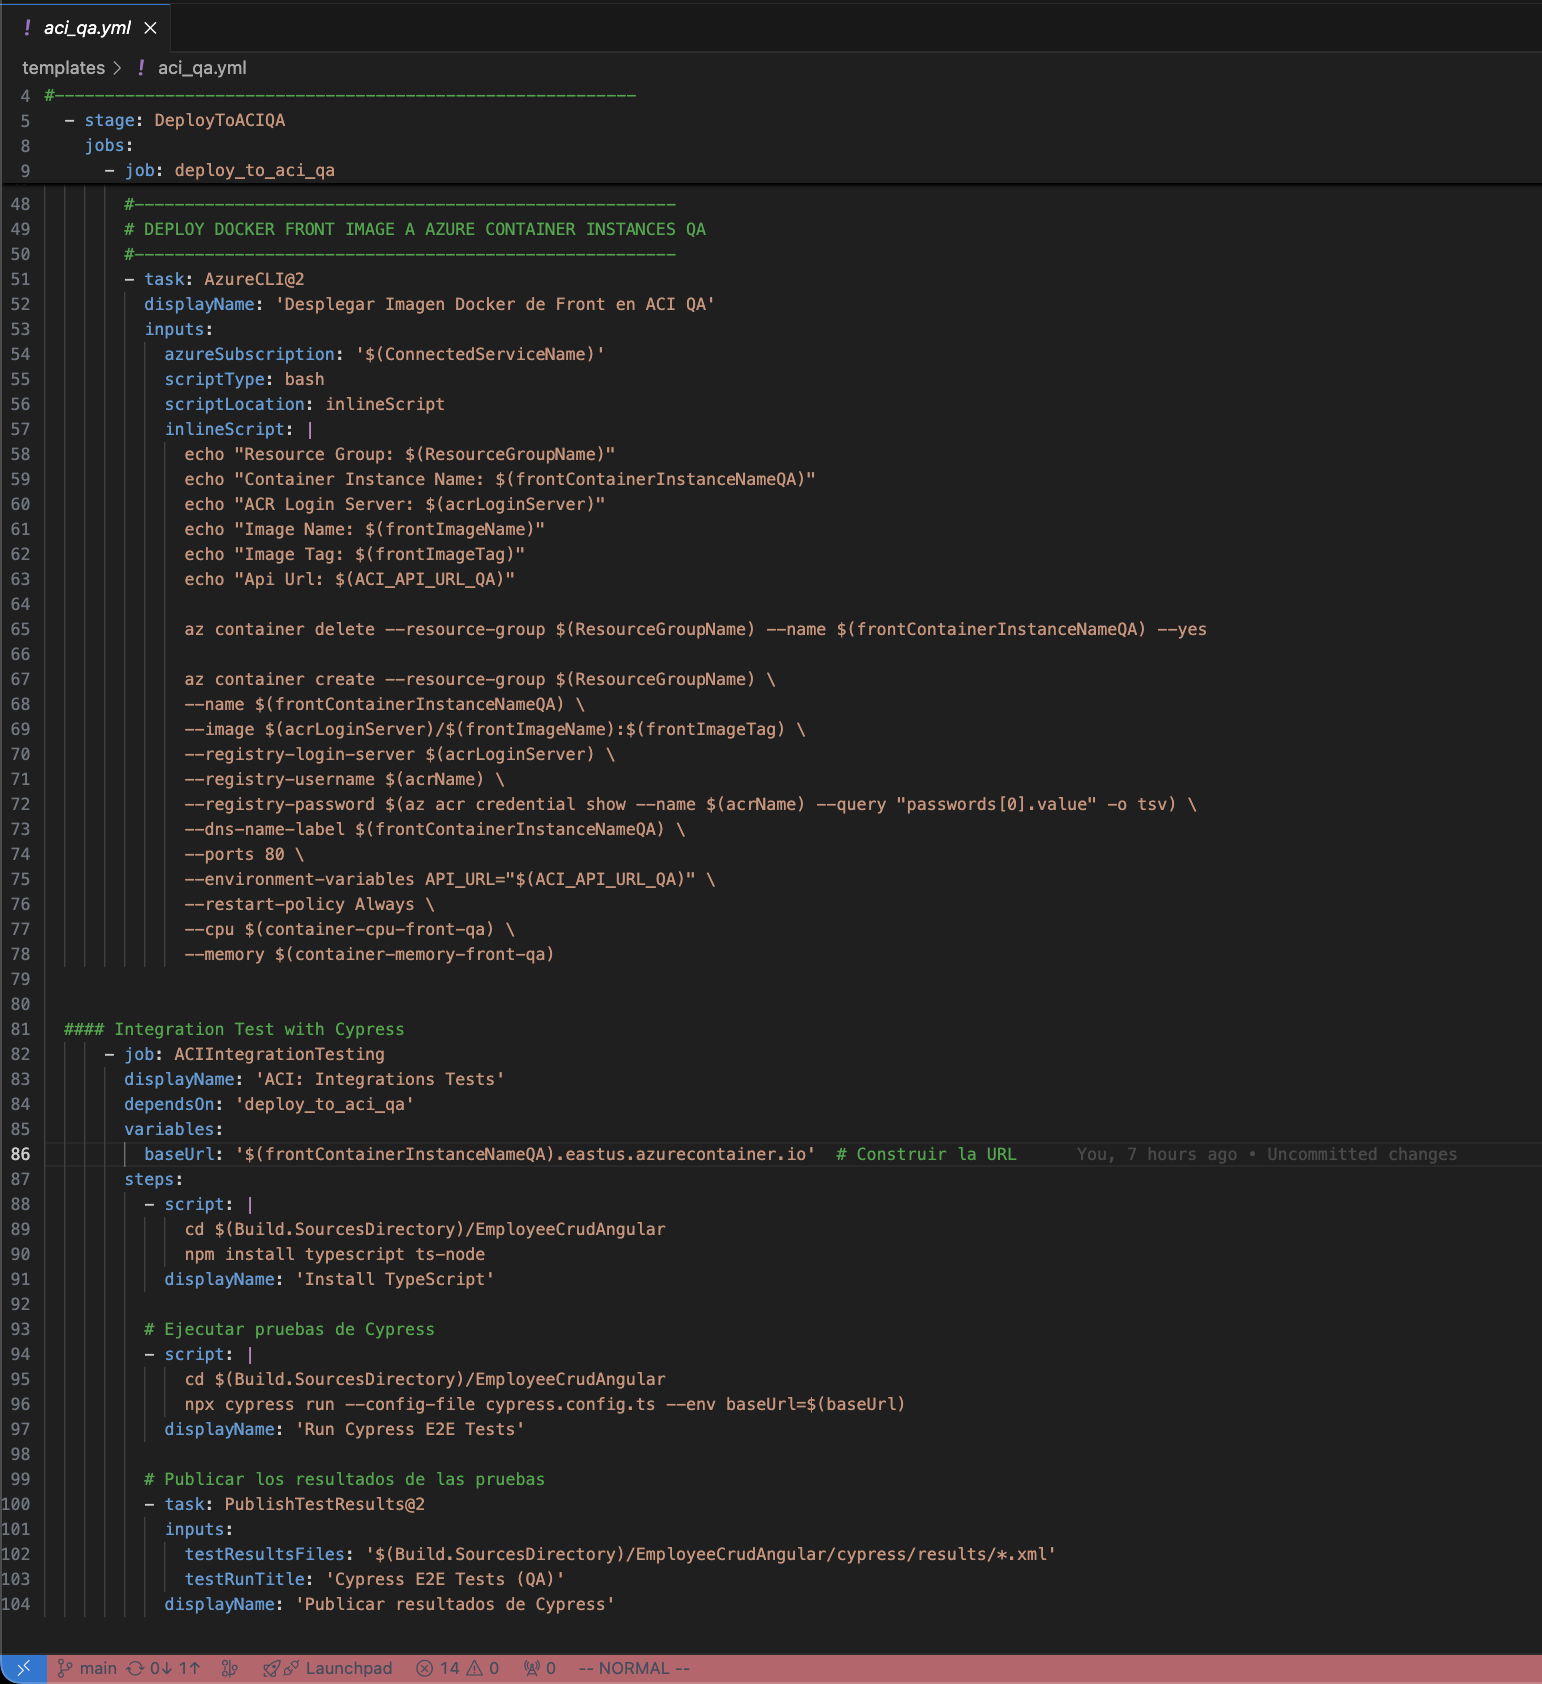 ! aci_qa.yml ×
templates > ! aci_qa.yml
4 #----------------------------------------------------------
5 - stage: DeployToACIQA
8 jobs:
9 - job: deploy_to_aci_qa
48 #------------------------------------------------------
49 # DEPLOY DOCKER FRONT IMAGE A AZURE CONTAINER INSTANCES QA
50 #------------------------------------------------------
51 - task: AzureCLI@2
52 displayName: 'Desplegar Imagen Docker de Front en ACI QA'
53 inputs:
54 azureSubscription: '$(ConnectedServiceName)'
55 scriptType: bash
56 scriptLocation: inlineScript
57 inlineScript: |
58 echo "Resource Group: $(ResourceGroupName)"
59 echo "Container Instance Name: $(frontContainerInstanceNameQA)"
60 echo "ACR Login Server: $(acrLoginServer)"
61 echo "Image Name: $(frontImageName)"
62 echo "Image Tag: $(frontImageTag)"
63 echo "Api Url: $(ACI_API_URL_QA)"
64
65 az container delete --resource-group $(ResourceGroupName) --name $(frontContainerInstanceNameQA) --yes
66
67 az container create --resource-group $(ResourceGroupName) \
68 --name $(frontContainerInstanceNameQA) \
69 --image $(acrLoginServer)/$(frontImageName):$(frontImageTag) \
70 --registry-login-server $(acrLoginServer) \
71 --registry-username $(acrName) \
72 --registry-password $(az acr credential show --name $(acrName) --query "passwords[0].value" -o tsv) \
73 --dns-name-label $(frontContainerInstanceNameQA) \
74 --ports 80 \
75 --environment-variables API_URL="$(ACI_API_URL_QA)" \
76 --restart-policy Always \
77 --cpu $(container-cpu-front-qa) \
78 --memory $(container-memory-front-qa)
79
80
81 #### Integration Test with Cypress
82 - job: ACIIntegrationTesting
83 displayName: 'ACI: Integrations Tests'
84 dependsOn: 'deploy_to_aci_qa'
85 variables:
86 baseUrl: '$(frontContainerInstanceNameQA).eastus.azurecontainer.io' # Construir la URL You, 7 hours ago • Uncommitted changes
87 steps:
88 - script: |
89 cd $(Build.SourcesDirectory)/EmployeeCrudAngular
90 npm install typescript ts-node
91 displayName: 'Install TypeScript'
92
93 # Ejecutar pruebas de Cypress
94 - script: |
95 cd $(Build.SourcesDirectory)/EmployeeCrudAngular
96 npx cypress run --config-file cypress.config.ts --env baseUrl=$(baseUrl)
97 displayName: 'Run Cypress E2E Tests'
98
99 # Publicar los resultados de las pruebas
100 - task: PublishTestResults@2
101 inputs:
102 testResultsFiles: '$(Build.SourcesDirectory)/EmployeeCrudAngular/cypress/results/*.xml'
103 testRunTitle: 'Cypress E2E Tests (QA)'
104 displayName: 'Publicar resultados de Cypress'
main 0↓ 1↑ Launchpad 14 0 0 -- NORMAL --